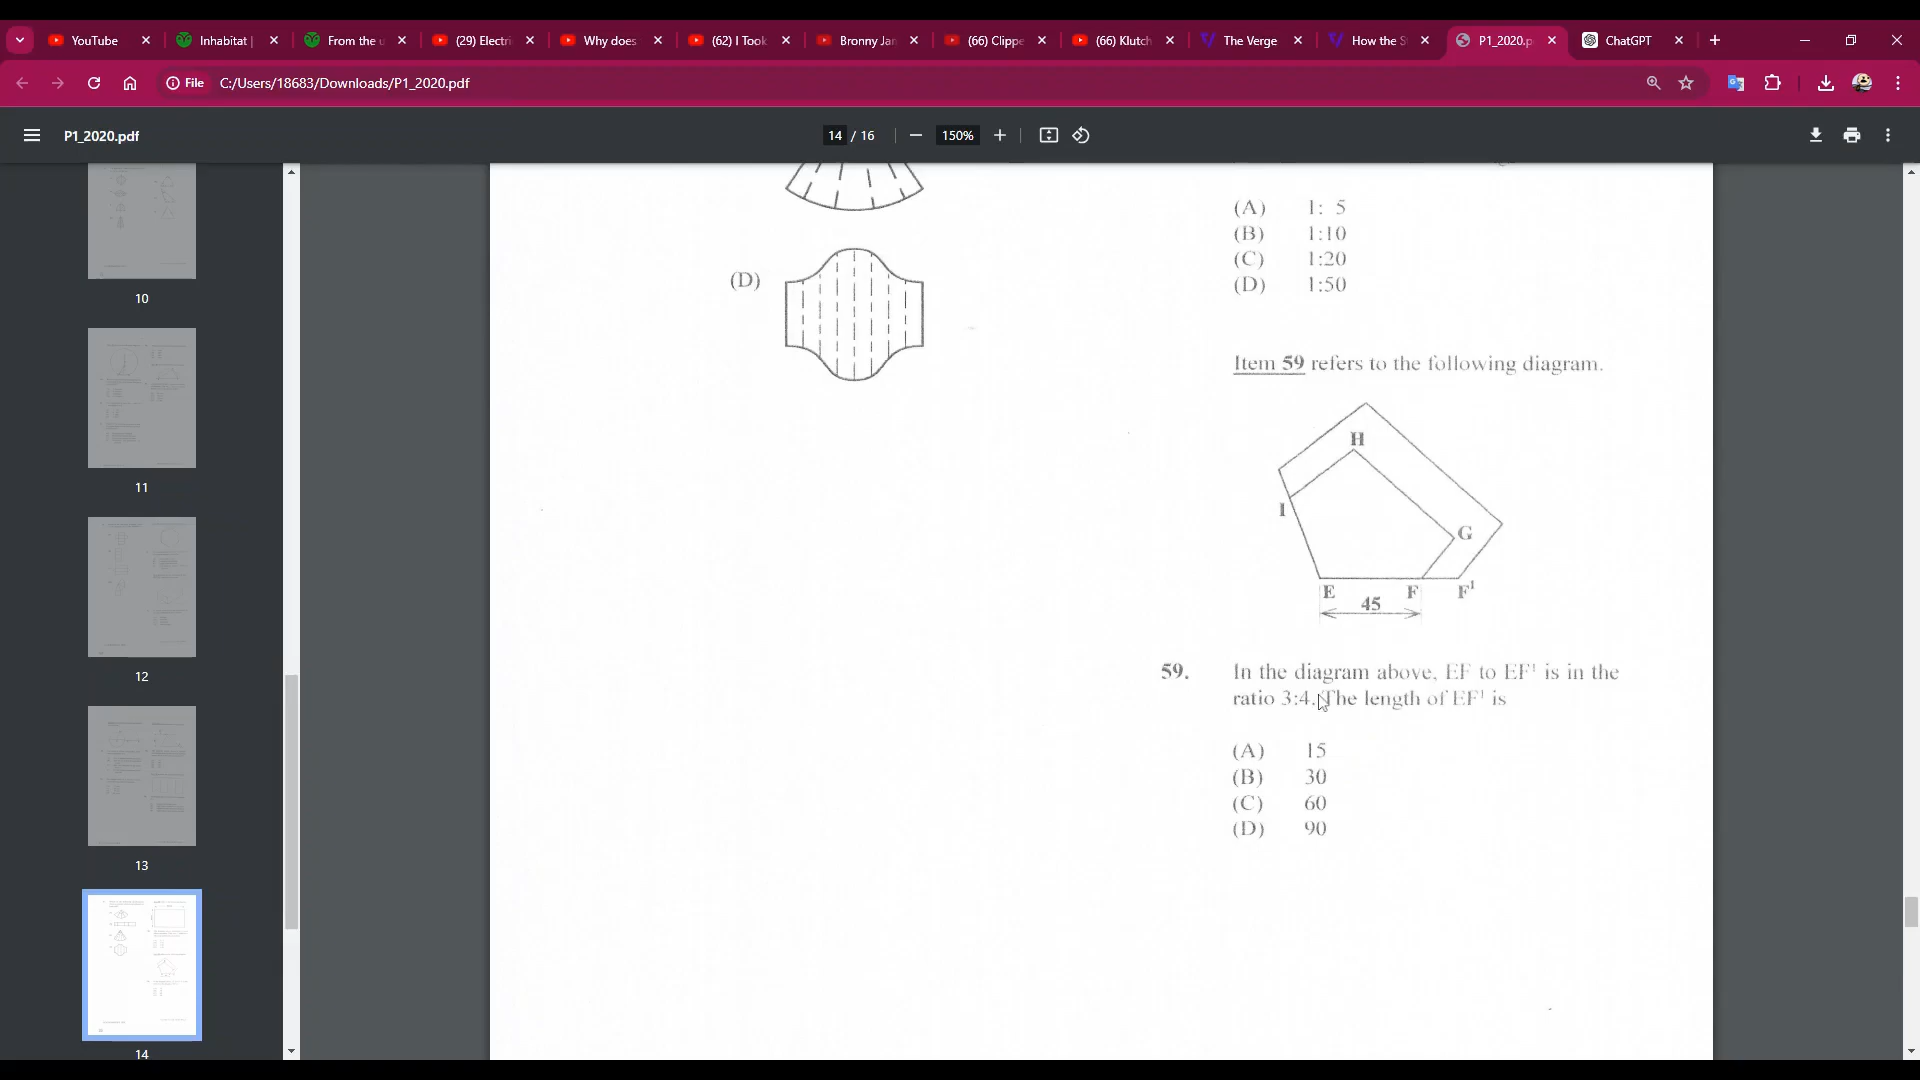 YouTube
Inhabitat |
From the u
(29) Electri
Why does
(62) I Took
Bronny Jar
(66) Clippe
(66) Klutch
The Verge
How the S
P1_2020.p
ChatGPT
File
C:/Users/18683/Downloads/P1_2020.pdf
P1_2020.pdf
14 / 16
150%
10
11
12
13
14
(D)
(A) 1: 5
(B) 1:10
(C) 1:20
(D) 1:50
Item 59 refers to the following diagram.
H
I
G
E F F¹
45
59. In the diagram above, EF to EF¹ is in the
ratio 3:4. The length of EF¹ is
(A) 15
(B) 30
(C) 60
(D) 90